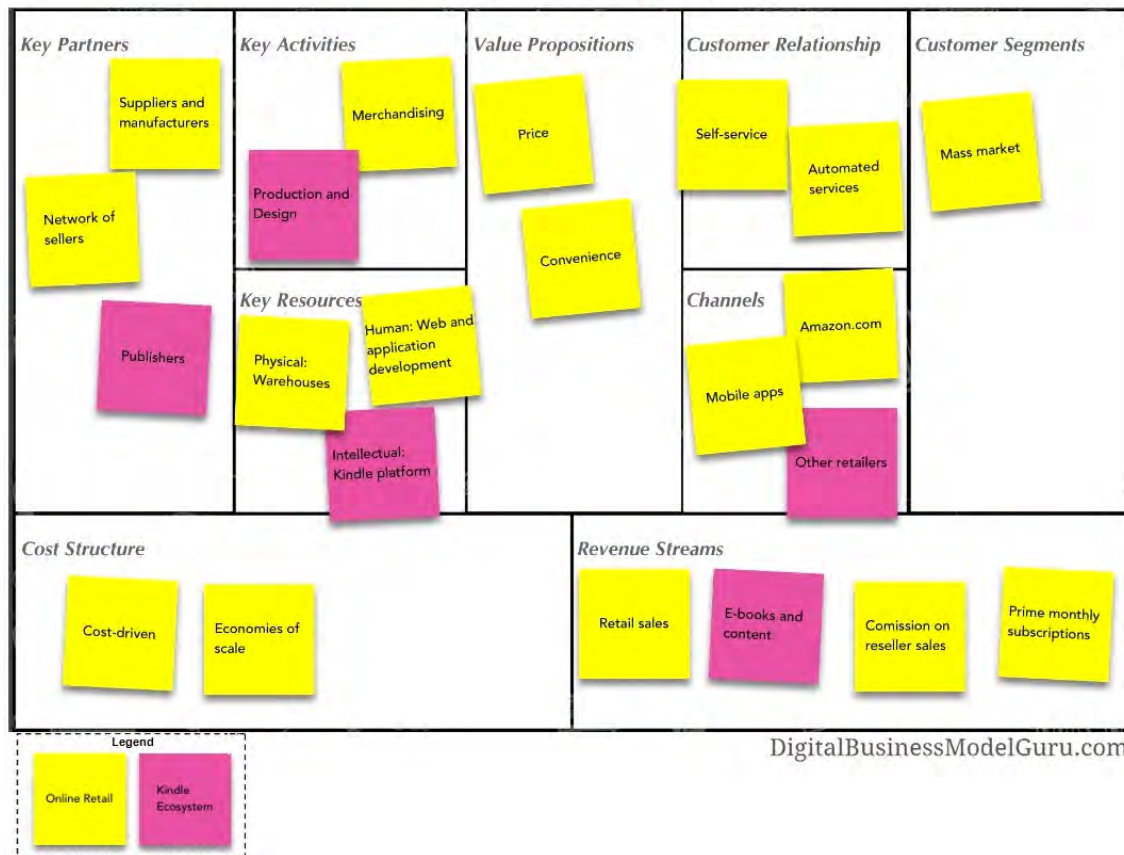 Key Partners
Suppliers and
manufacturers
Network of
sellers
Publishers
Key Activities
Merchandising
Production and
Design
Key Resources
Human: Web and
application
development
Physical:
Warehouses
Intellectual:
Kindle platform
Value Propositions
Price
Convenience
Customer Relationship
Self-service
Automated
services
Channels
Amazon.com
Mobile apps
Other retailers
Customer Segments
Mass market
Cost Structure
Cost-driven
Economies of
scale
Revenue Streams
Retail sales
E-books and
content
Comission on
reseller sales
Prime monthly
subscriptions
Legend
Online Retail
Kindle
Ecosystem
DigitalBusinessModelGuru.com